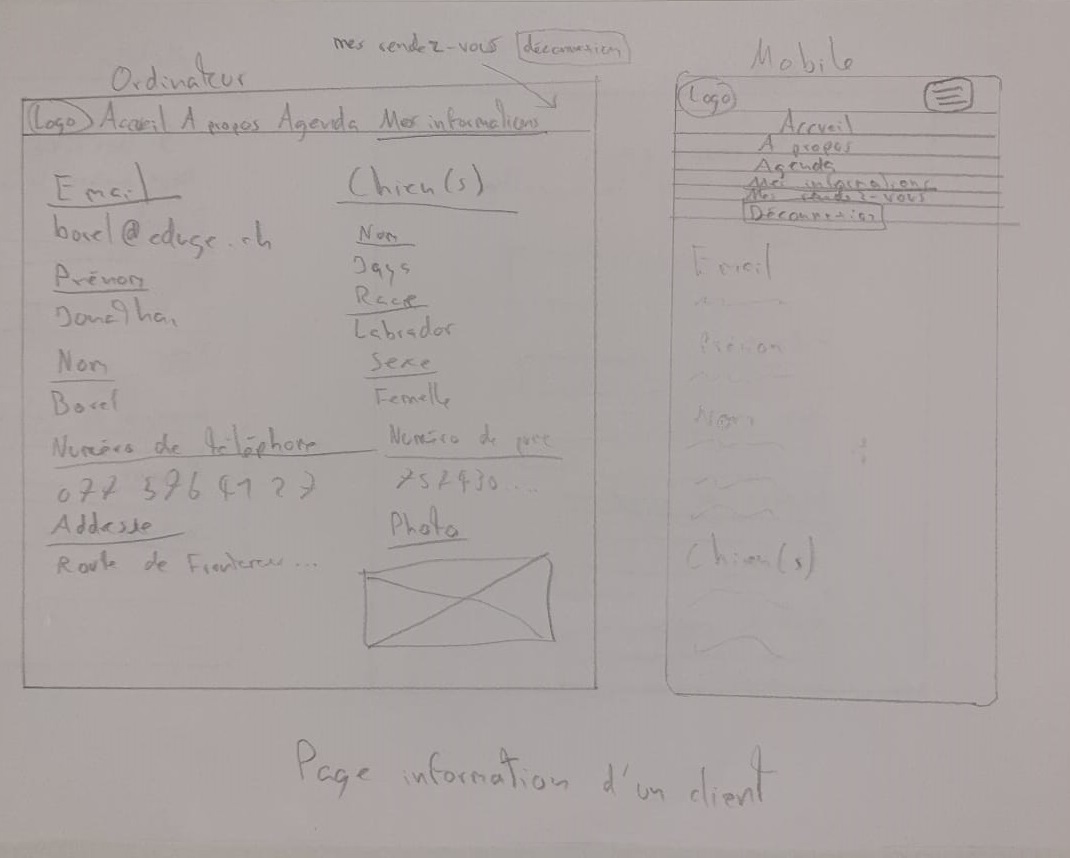 mes rendez-vous déconnexion
Ordinateur
Logo Accueil A propos Agenda Mes informations
Email
borel@eduge.ch
Prénom
Jonathan
Nom
Borel
Numéro de téléphone
077 576 41 27
Addesse
Route de
Chien(s)
Nom
Jays
Race
Labrador
Sexe
Femelle
Numéro de puce
757430...
Photo
Mobile
Logo
Accueil
A propos
Agenda
Mes informations
Mes rendez-vous
Déconnexion
Email
Prénom
Nom
Chien(s)
Page information d'un client